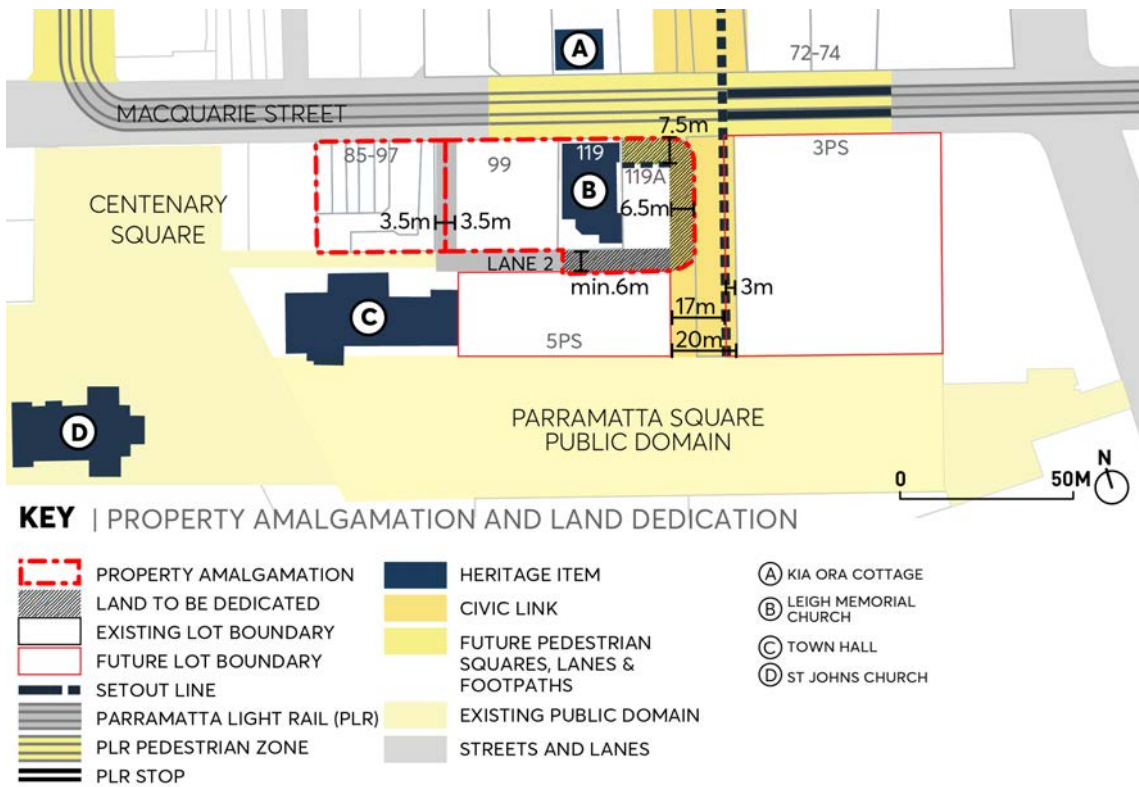 A
72-74
MACQUARIE STREET
7.5m
85-97
99
119
3PS
119A
B
CENTENARY
SQUARE
6.5m
3.5m
3.5m
LANE 2
min.6m
3m
C
17m
5PS
20m
D
PARRAMATTA SQUARE
PUBLIC DOMAIN
0
50M
N
KEY | PROPERTY AMALGAMATION AND LAND DEDICATION
PROPERTY AMALGAMATION
LAND TO BE DEDICATED
EXISTING LOT BOUNDARY
FUTURE LOT BOUNDARY
SETOUT LINE
PARRAMATTA LIGHT RAIL (PLR)
PLR PEDESTRIAN ZONE
PLR STOP
HERITAGE ITEM
CIVIC LINK
FUTURE PEDESTRIAN
SQUARES, LANES &
FOOTPATHS
EXISTING PUBLIC DOMAIN
STREETS AND LANES
A KIA ORA COTTAGE
B LEIGH MEMORIAL
CHURCH
C TOWN HALL
D ST JOHNS CHURCH